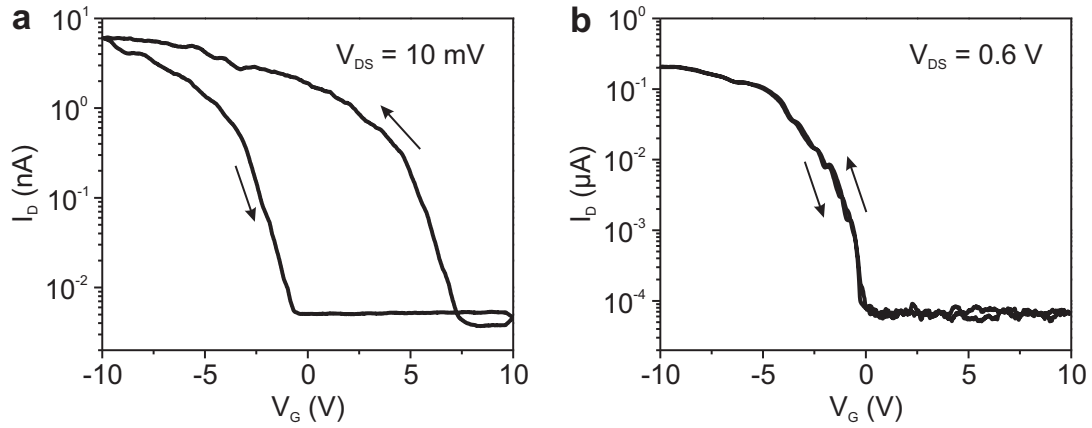 a
V_DS = 10 mV
10^1
10^0
10^-1
10^-2
I_D (nA)
-10 -5 0 5 10
V_G (V)
b
V_DS = 0.6 V
10^0
10^-1
10^-2
10^-3
10^-4
I_D (μA)
-10 -5 0 5 10
V_G (V)